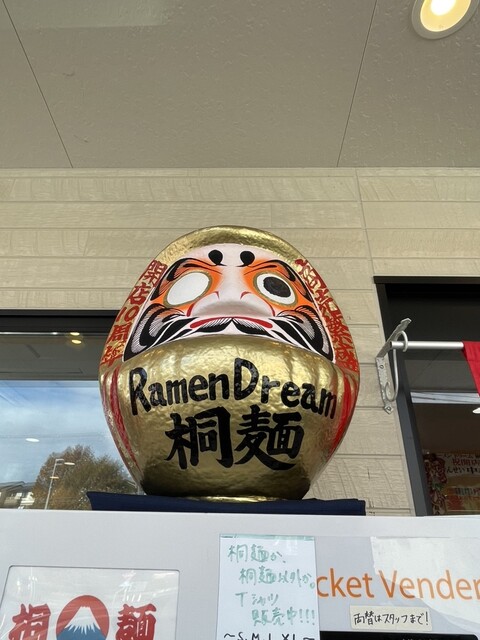 Ramen Dream
桐麺
桐麺か、
桐麺以外か。
Tシャツ
販売中!!!
~S.M.L.XL~
cket Vender
両替はスタッフまで!
桐 麺